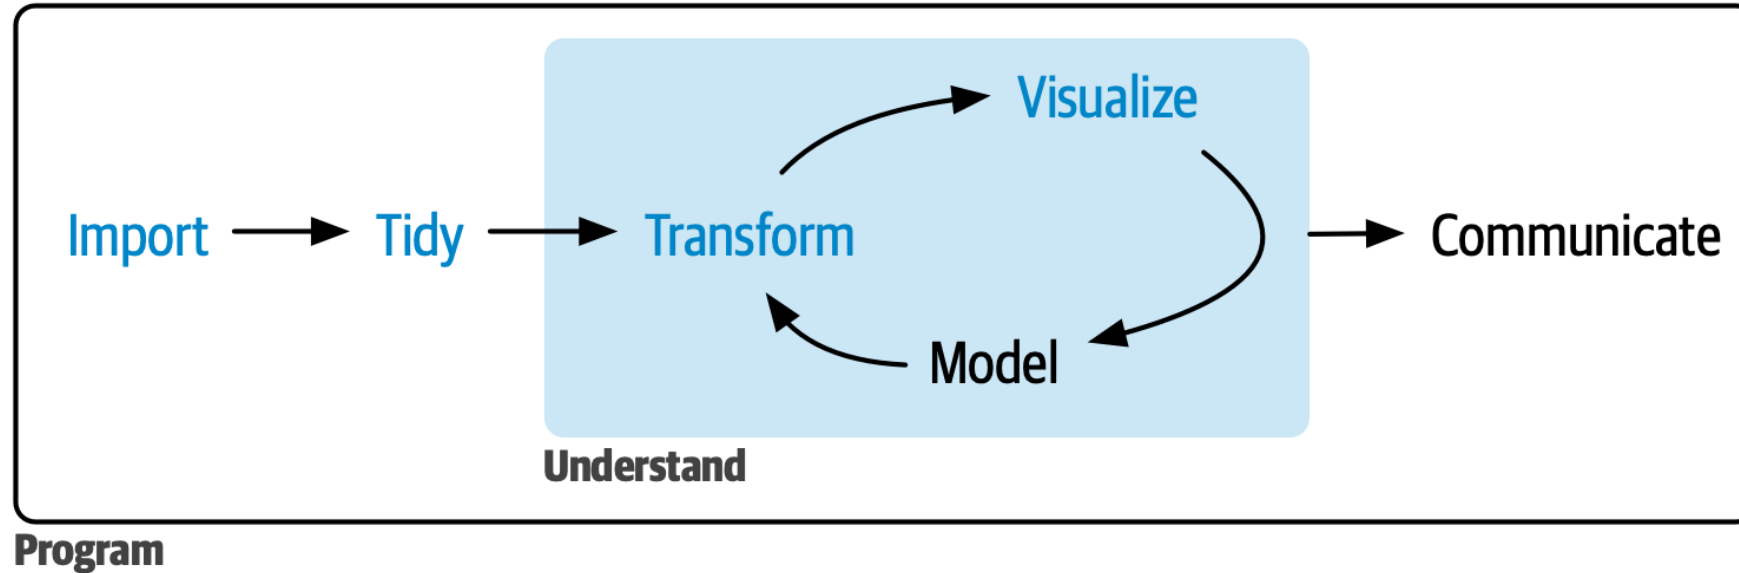 Visualize
Import Tidy Transform Communicate
Model
Understand
Program